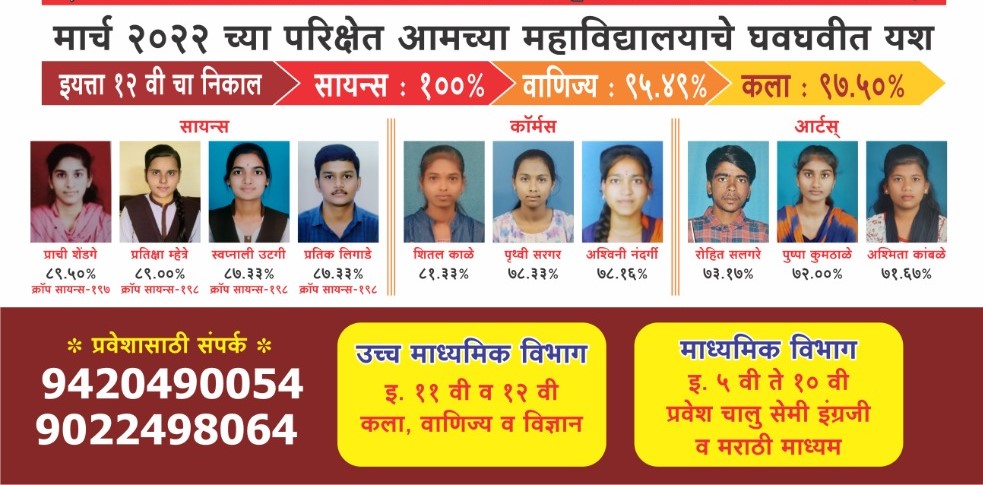 मार्च २०२२ च्या परिक्षेत आमच्या महाविद्यालयाचे घवघवीत यश
इयत्ता १२ वी चा निकाल सायन्स : १००% वाणिज्य : ९५.४९% कला : ९७.५०%
सायन्स
प्राची शेंडगे प्रतिक्षा म्हेत्रे स्वप्नाली उटगी प्रतिक लिगाडे
८९.५०% ८९.००% ८७.३३% ८७.३३%
क्रॉप सायन्स-१९७ क्रॉप सायन्स-१९८ क्रॉप सायन्स-१९८ क्रॉप सायन्स-१९८
कॉर्मस
शितल काळे पृथ्वी सरगर अश्विनी नंदर्गी
८१.३३% ७८.३३% ७८.१६%
आर्टस्
रोहित सलगरे पुष्पा कुमठाळे अश्मिता कांबळे
७३.१७% ७२.००% ७१.६७%
* प्रवेशासाठी संपर्क *
9420490054
9022498064
उच्च माध्यमिक विभाग
इ. ११ वी व १२ वी
कला, वाणिज्य व विज्ञान
माध्यमिक विभाग
इ. ५ वी ते १० वी
प्रवेश चालु सेमी इंग्रजी
व मराठी माध्यम